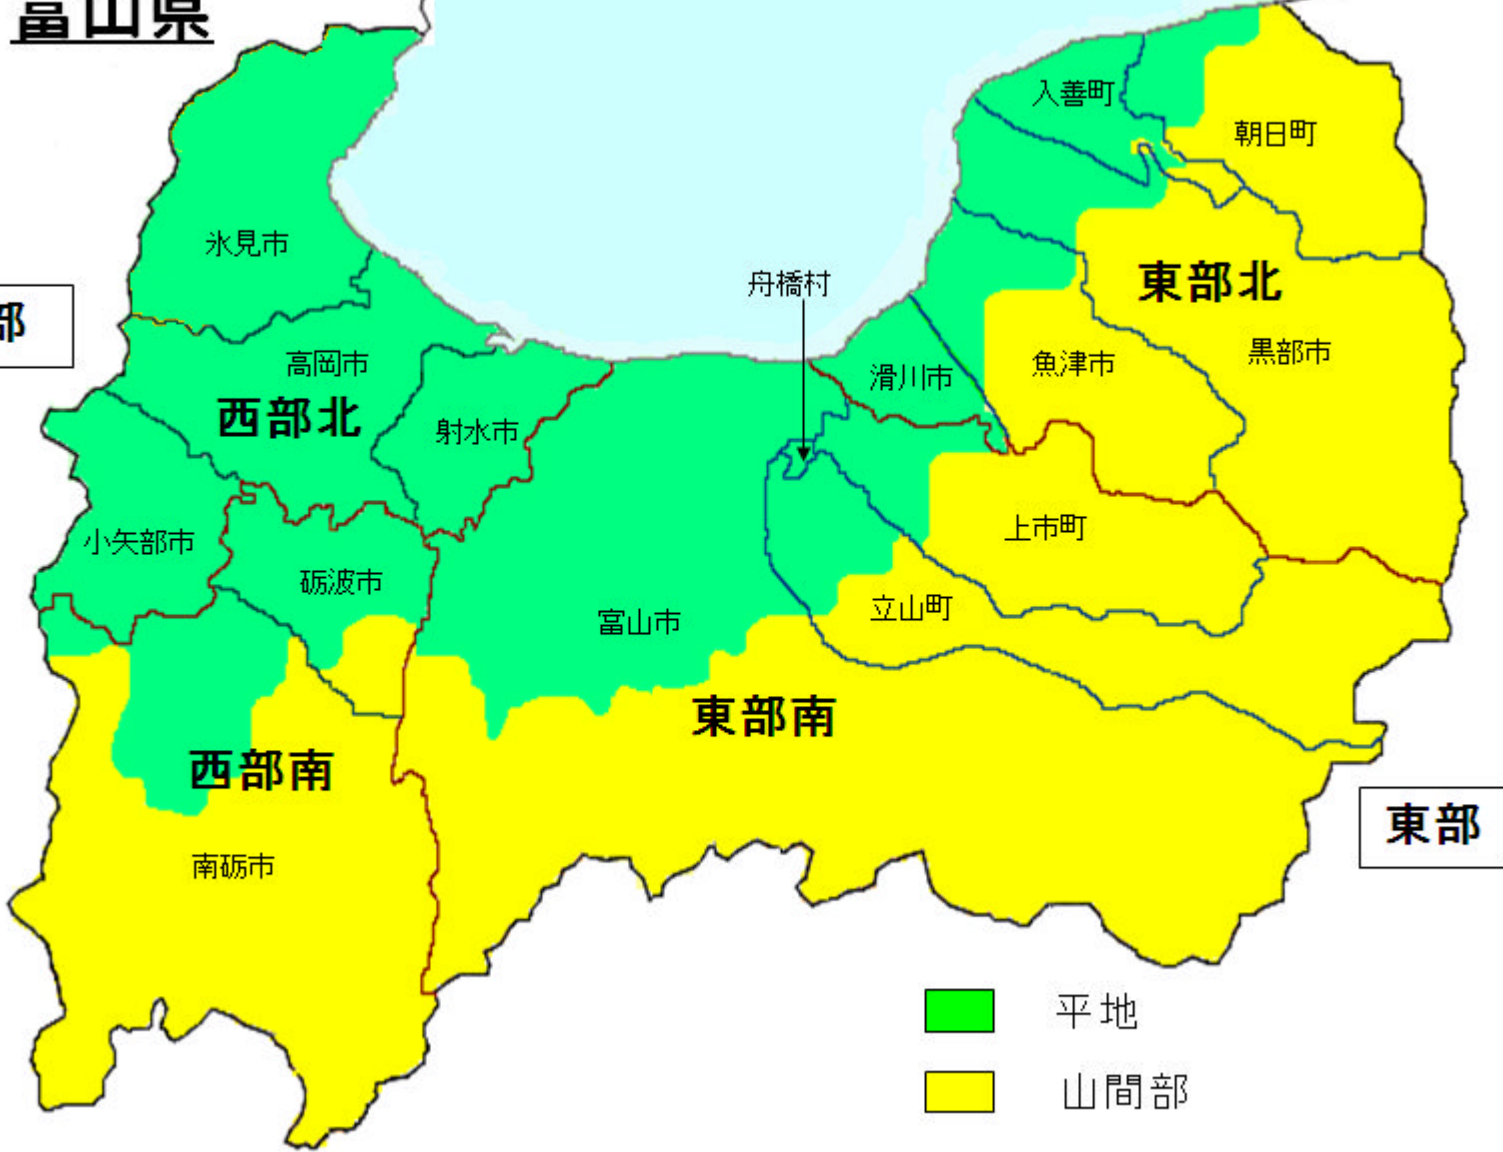 富山県
入善町
朝日町
氷見市
舟橋村
東部北
部
高岡市
滑川市
魚津市
黒部市
西部北
射水市
小矢部市
上市町
砺波市
富山市
立山町
東部南
西部南
東部
南砺市
平地
山間部